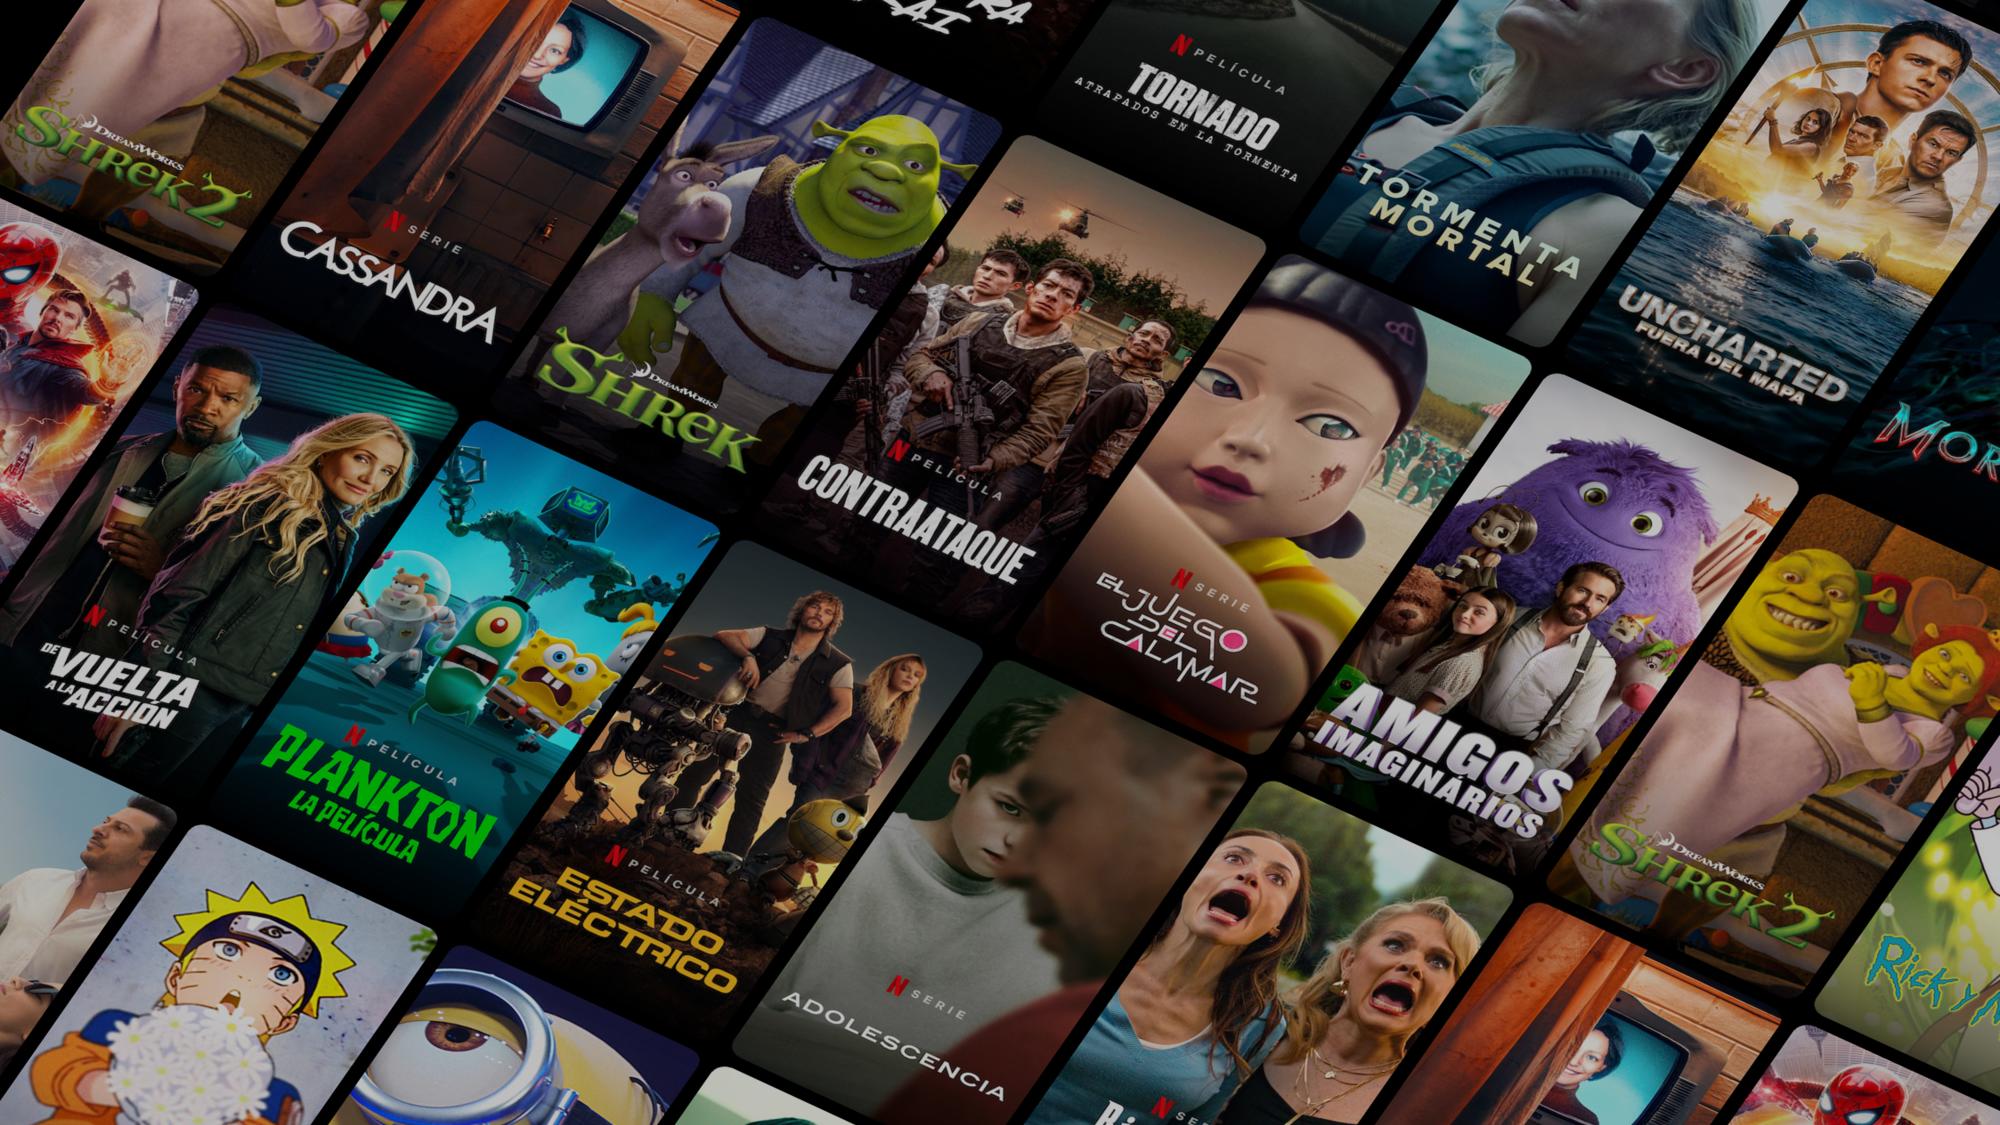 DREAMWORKS
SHREK 2
N SERIE
CASSANDRA
DREAMWORKS
SHREK
N PELÍCULA
TORNADO
ATRAPADOS EN LA TORMENTA
TORMENTA
MORTAL
UNCHARTED
FUERA DEL MAPA
N PELÍCULA
DE VUELTA
A LA ACCIÓN
N PELÍCULA
PLANKTON
LA PELÍCULA
N PELÍCULA
CONTRAATAQUE
N SERIE
EL JUEGO
DEL
CALAMAR
AMIGOS
IMAGINÁRIOS
DREAMWORKS
SHREK 2
N PELÍCULA
ESTADO
ELÉCTRICO
N SERIE
ADOLESCENCIA
RICK Y